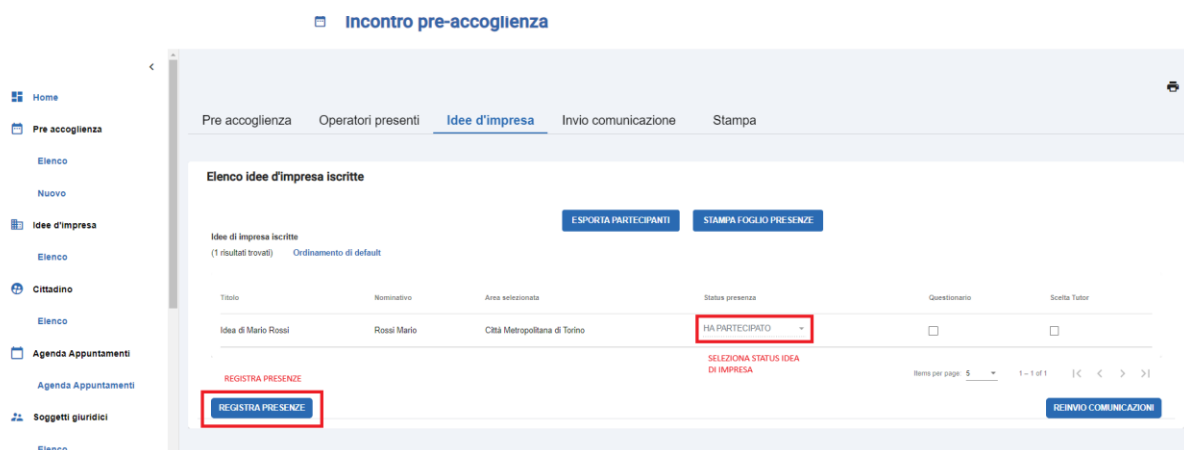 Incontro pre-accoglienza
Home
Pre accoglienza
Elenco
Nuovo
Idee d'impresa
Elenco
Cittadino
Elenco
Agenda Appuntamenti
Agenda Appuntamenti
Soggetti giuridici
Elenco
Pre accoglienza Operatori presenti Idee d'impresa Invio comunicazione Stampa
Elenco idee d'impresa iscritte
ESPORTA PARTECIPANTI STAMPA FOGLIO PRESENZE
Idee di impresa iscritte
(1 risultati trovati) Ordinamento di default
Titolo Nominativo Area selezionata Status presenza Questionario Scelta Tutor
Idea di Mario Rossi Rossi Mario Città Metropolitana di Torino HA PARTECIPATO
SELEZIONA STATUS IDEA
DI IMPRESA
REGISTRA PRESENZE
Items per page: 5 1 – 1 of 1
REGISTRA PRESENZE REINVIO COMUNICAZIONI